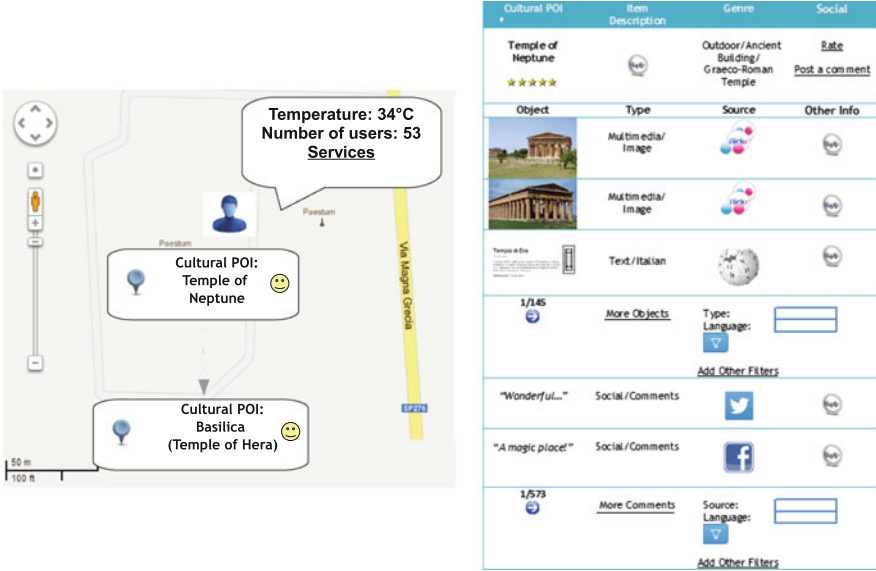 Temperature: 34°C
Number of users: 53
Services
Paestum
Paestum
Cultural POI:
Temple of
Neptune
Via Magna Grecia
Cultural POI:
Basilica
(Temple of Hera)
SP276
50 m
100 ft
Cultural POI
Item
Description
Genre
Social
Temple of
Neptune
Outdoor/Ancient
Building/
Graeco-Roman
Temple
Rate
Post a comment
Object
Type
Source
Other Info
Multimedia/
Image
Multimedia/
Image
Tempio di Era
Text/Italian
1/145
More Objects
Type:
Language:
Add Other Filters
"Wonderful..."
Social/Comments
"A magic place!"
Social/Comments
1/573
More Comments
Source:
Language:
Add Other Filters